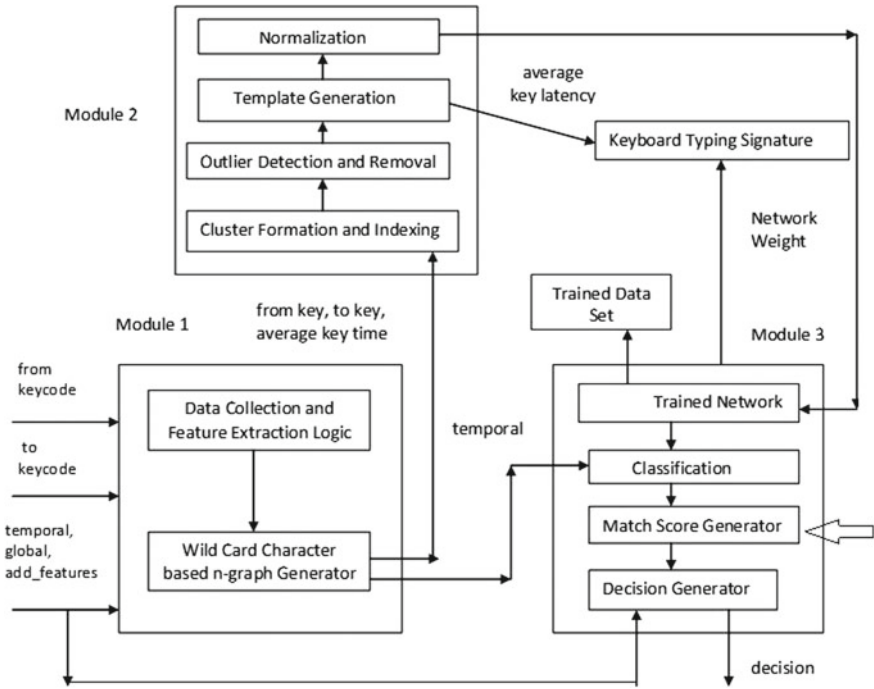 Normalization
Template Generation
Outlier Detection and Removal
Cluster Formation and Indexing
Module 2
average
key latency
Keyboard Typing Signature
Network
Weight
Trained Data
Set
Module 3
from key, to key,
average key time
Module 1
from
keycode
to
keycode
temporal,
global,
add_features
Data Collection and
Feature Extraction Logic
Wild Card Character
based n-graph Generator
temporal
Trained Network
Classification
Match Score Generator
Decision Generator
decision